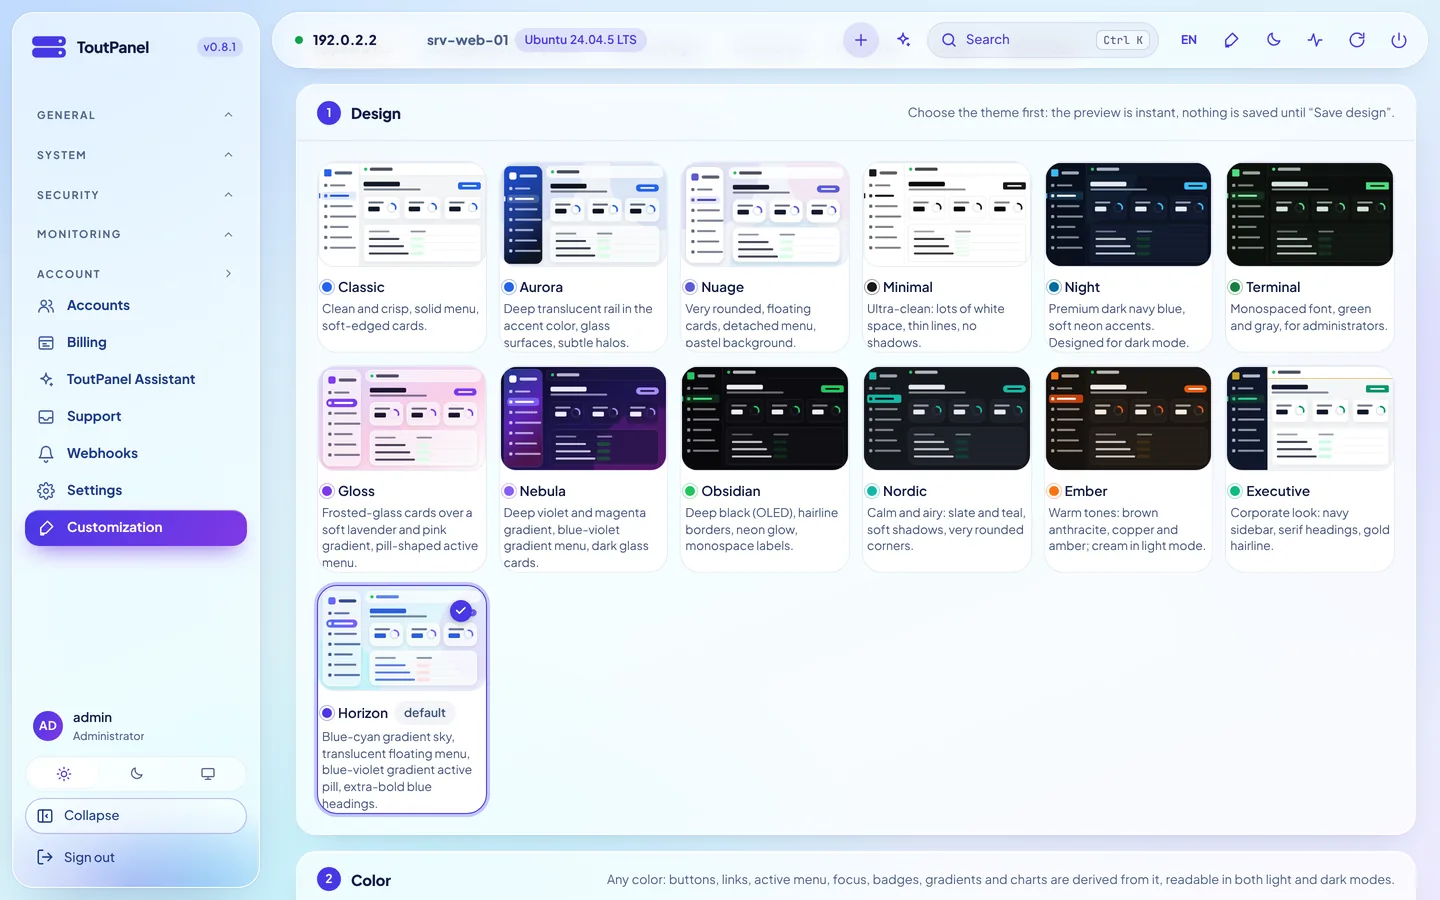 ToutPanel
v0.8.1
GENERAL
SYSTEM
SECURITY
MONITORING
ACCOUNT
Accounts
Billing
ToutPanel Assistant
Support
Webhooks
Settings
Customization
AD
admin
Administrator
Collapse
Sign out
192.0.2.2
srv-web-01
Ubuntu 24.04.5 LTS
Search
Ctrl K
EN
1
Design
Choose the theme first: the preview is instant, nothing is saved until “Save design”.
Classic
Clean and crisp, solid menu,
soft-edged cards.
Aurora
Deep translucent rail in the
accent color, glass
surfaces, subtle halos.
Nuage
Very rounded, floating
cards, detached menu,
pastel background.
Minimal
Ultra-clean: lots of white
space, thin lines, no
shadows.
Night
Premium dark navy blue,
soft neon accents.
Designed for dark mode.
Terminal
Monospaced font, green
and gray, for administrators.
Gloss
Frosted-glass cards over a
soft lavender and pink
gradient, pill-shaped active
menu.
Nebula
Deep violet and magenta
gradient, blue-violet
gradient menu, dark glass
cards.
Obsidian
Deep black (OLED), hairline
borders, neon glow,
monospace labels.
Nordic
Calm and airy: slate and teal,
soft shadows, very rounded
corners.
Ember
Warm tones: brown
anthracite, copper and
amber; cream in light mode.
Executive
Corporate look: navy
sidebar, serif headings, gold
hairline.
Horizon
default
Blue-cyan gradient sky,
translucent floating menu,
blue-violet gradient active
pill, extra-bold blue
headings.
2
Color
Any color: buttons, links, active menu, focus, badges, gradients and charts are derived from it, readable in both light and dark modes.